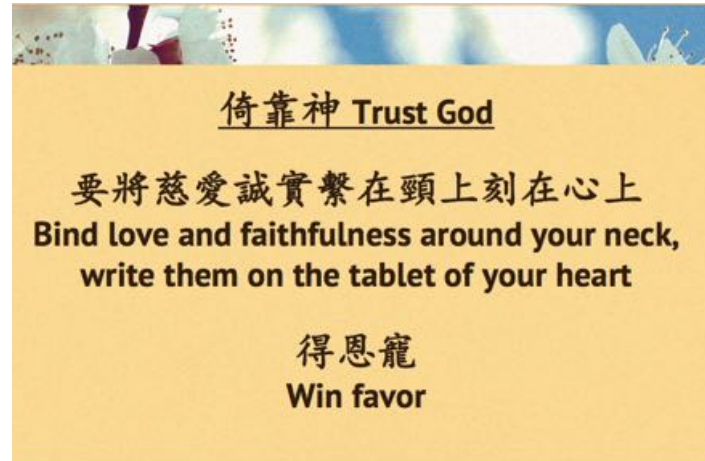 倚靠神 Trust God
要將慈愛誠實繫在頸上刻在心上
Bind love and faithfulness around your neck,
write them on the tablet of your heart
得恩寵
Win favor